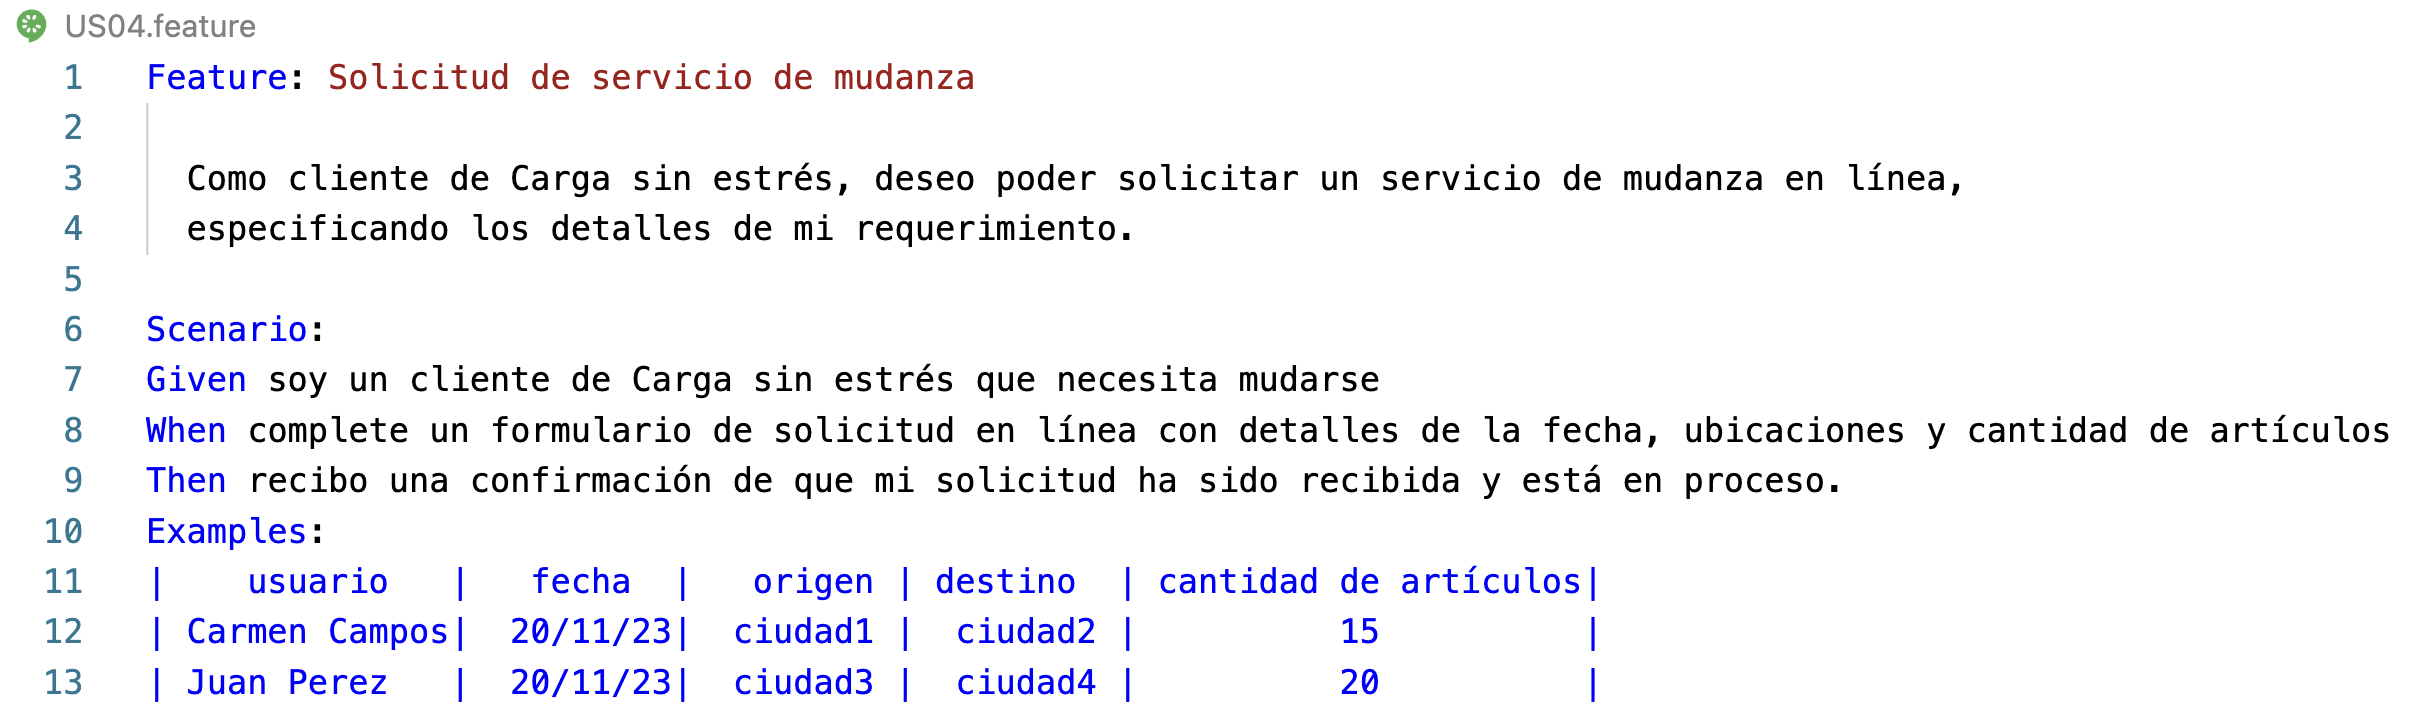 US04.feature
1 Feature: Solicitud de servicio de mudanza
2
3 Como cliente de Carga sin estrés, deseo poder solicitar un servicio de mudanza en línea,
4 especificando los detalles de mi requerimiento.
5
6 Scenario:
7 Given soy un cliente de Carga sin estrés que necesita mudarse
8 When complete un formulario de solicitud en línea con detalles de la fecha, ubicaciones y cantidad de artículos
9 Then recibo una confirmación de que mi solicitud ha sido recibida y está en proceso.
10 Examples:
11 | usuario | fecha | origen | destino | cantidad de artículos|
12 | Carmen Campos| 20/11/23| ciudad1 | ciudad2 | 15 |
13 | Juan Perez | 20/11/23| ciudad3 | ciudad4 | 20 |